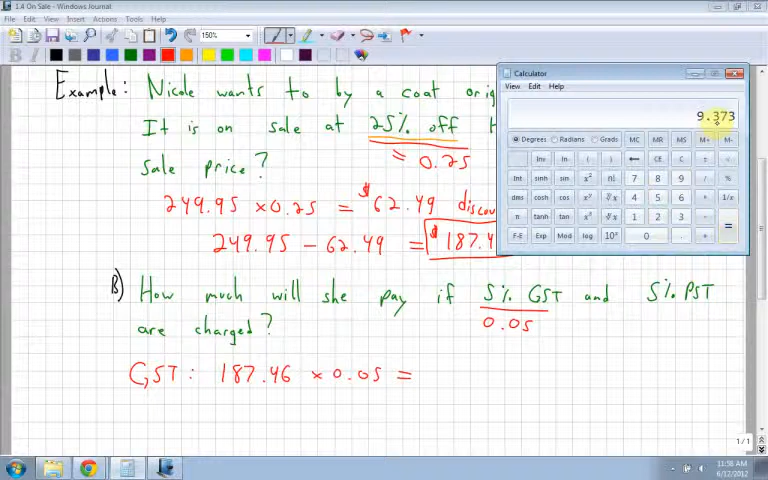 1.4 On Sale - Windows Journal
File Edit View Insert Actions Tools Help
150%
Example: Nicole wants to by a coat orig
It is on sale at 25% off
= 0.25
sale price?
249.95 × 0.25 = $62.49 discou
249.95 - 62.49 = $187.4
B) How much will she pay if 5% GST and 5% PST
0.05
are charged?
GST: 187.46 × 0.05 =
Calculator
View Edit Help
9.373
Degrees Radians Grads MC MR MS M+ M-
Inv ln ( ) ← CE C ±
Int sinh sin x² n! 7 8 9 / %
dms cosh cos 4 5 6 1/x
π tanh tan x³ 1 2 3 - =
F-E Exp Mod log 10ˣ 0 . +
1 / 1
11:58 AM
6/12/2012